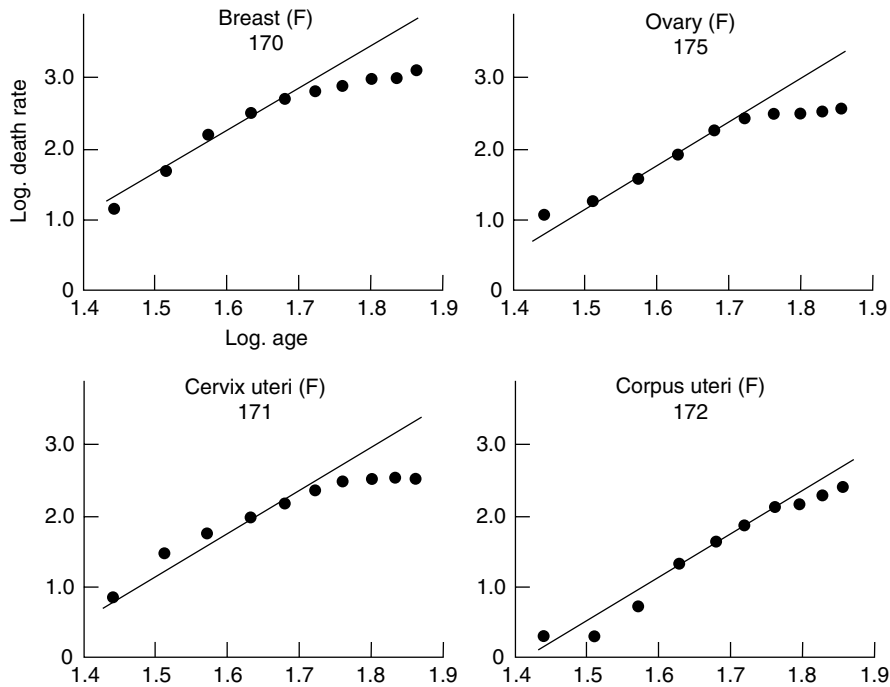 Breast (F)
170
3.0
2.0
1.0
0
1.4 1.5 1.6 1.7 1.8 1.9
Log. death rate
Log. age
Ovary (F)
175
3.0
2.0
1.0
0
1.4 1.5 1.6 1.7 1.8 1.9
Cervix uteri (F)
171
3.0
2.0
1.0
0
1.4 1.5 1.6 1.7 1.8 1.9
Corpus uteri (F)
172
3.0
2.0
1.0
0
1.4 1.5 1.6 1.7 1.8 1.9